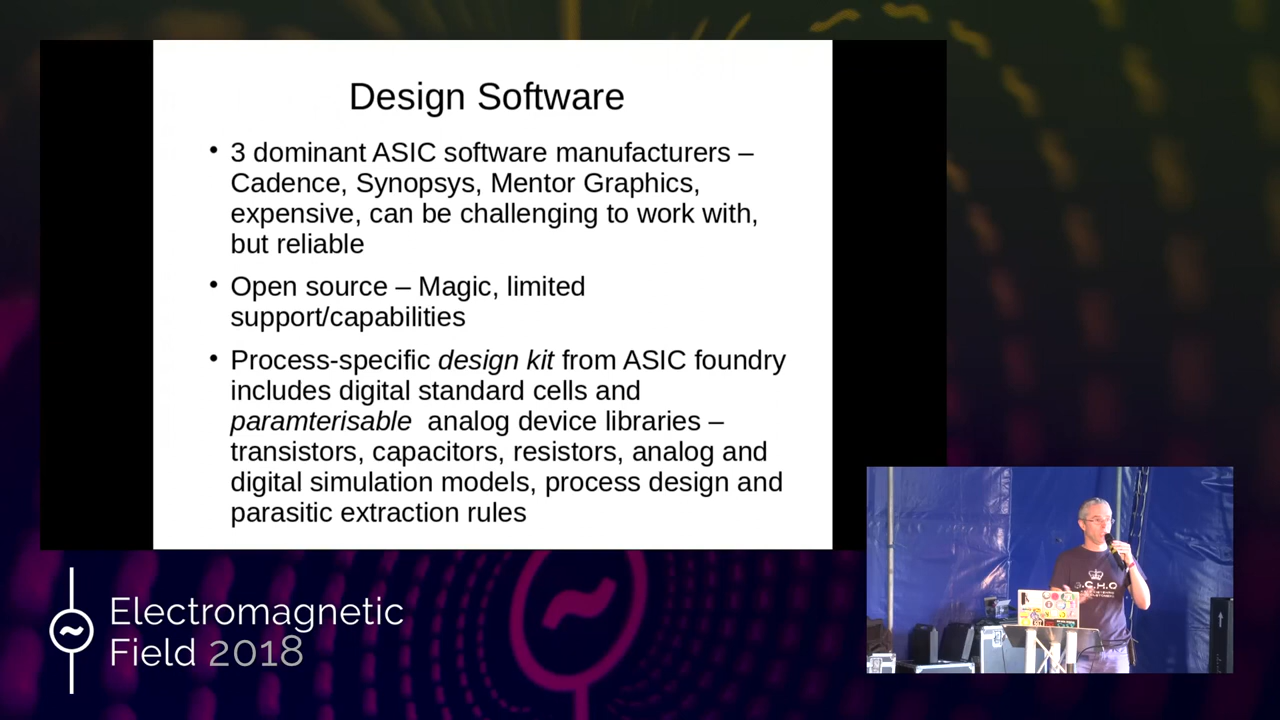 Design Software
• 3 dominant ASIC software manufacturers –
Cadence, Synopsys, Mentor Graphics,
expensive, can be challenging to work with,
but reliable
• Open source – Magic, limited
support/capabilities
• Process-specific design kit from ASIC foundry
includes digital standard cells and
paramterisable analog device libraries –
transistors, capacitors, resistors, analog and
digital simulation models, process design and
parasitic extraction rules
Electromagnetic
Field 2018